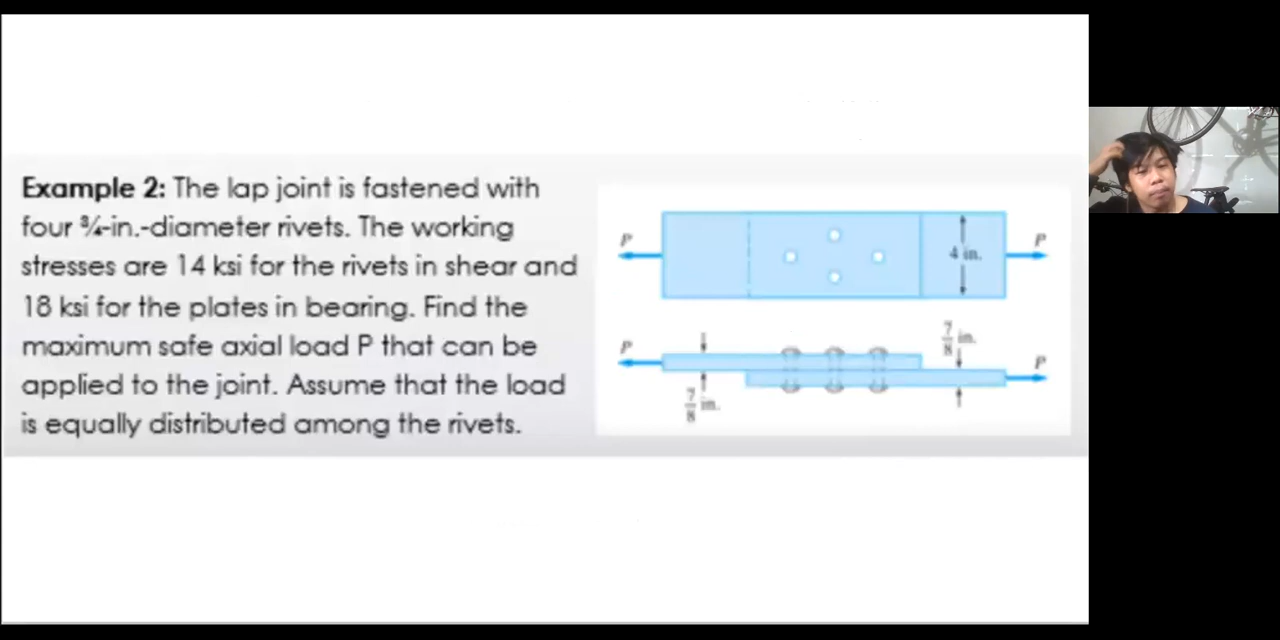 Example 2: The lap joint is fastened with
four ¾-in.-diameter rivets. The working
stresses are 14 ksi for the rivets in shear and
18 ksi for the plates in bearing. Find the
maximum safe axial load P that can be
applied to the joint. Assume that the load
is equally distributed among the rivets.
P
4 in.
P
P
7/8 in.
P
7/8 in.